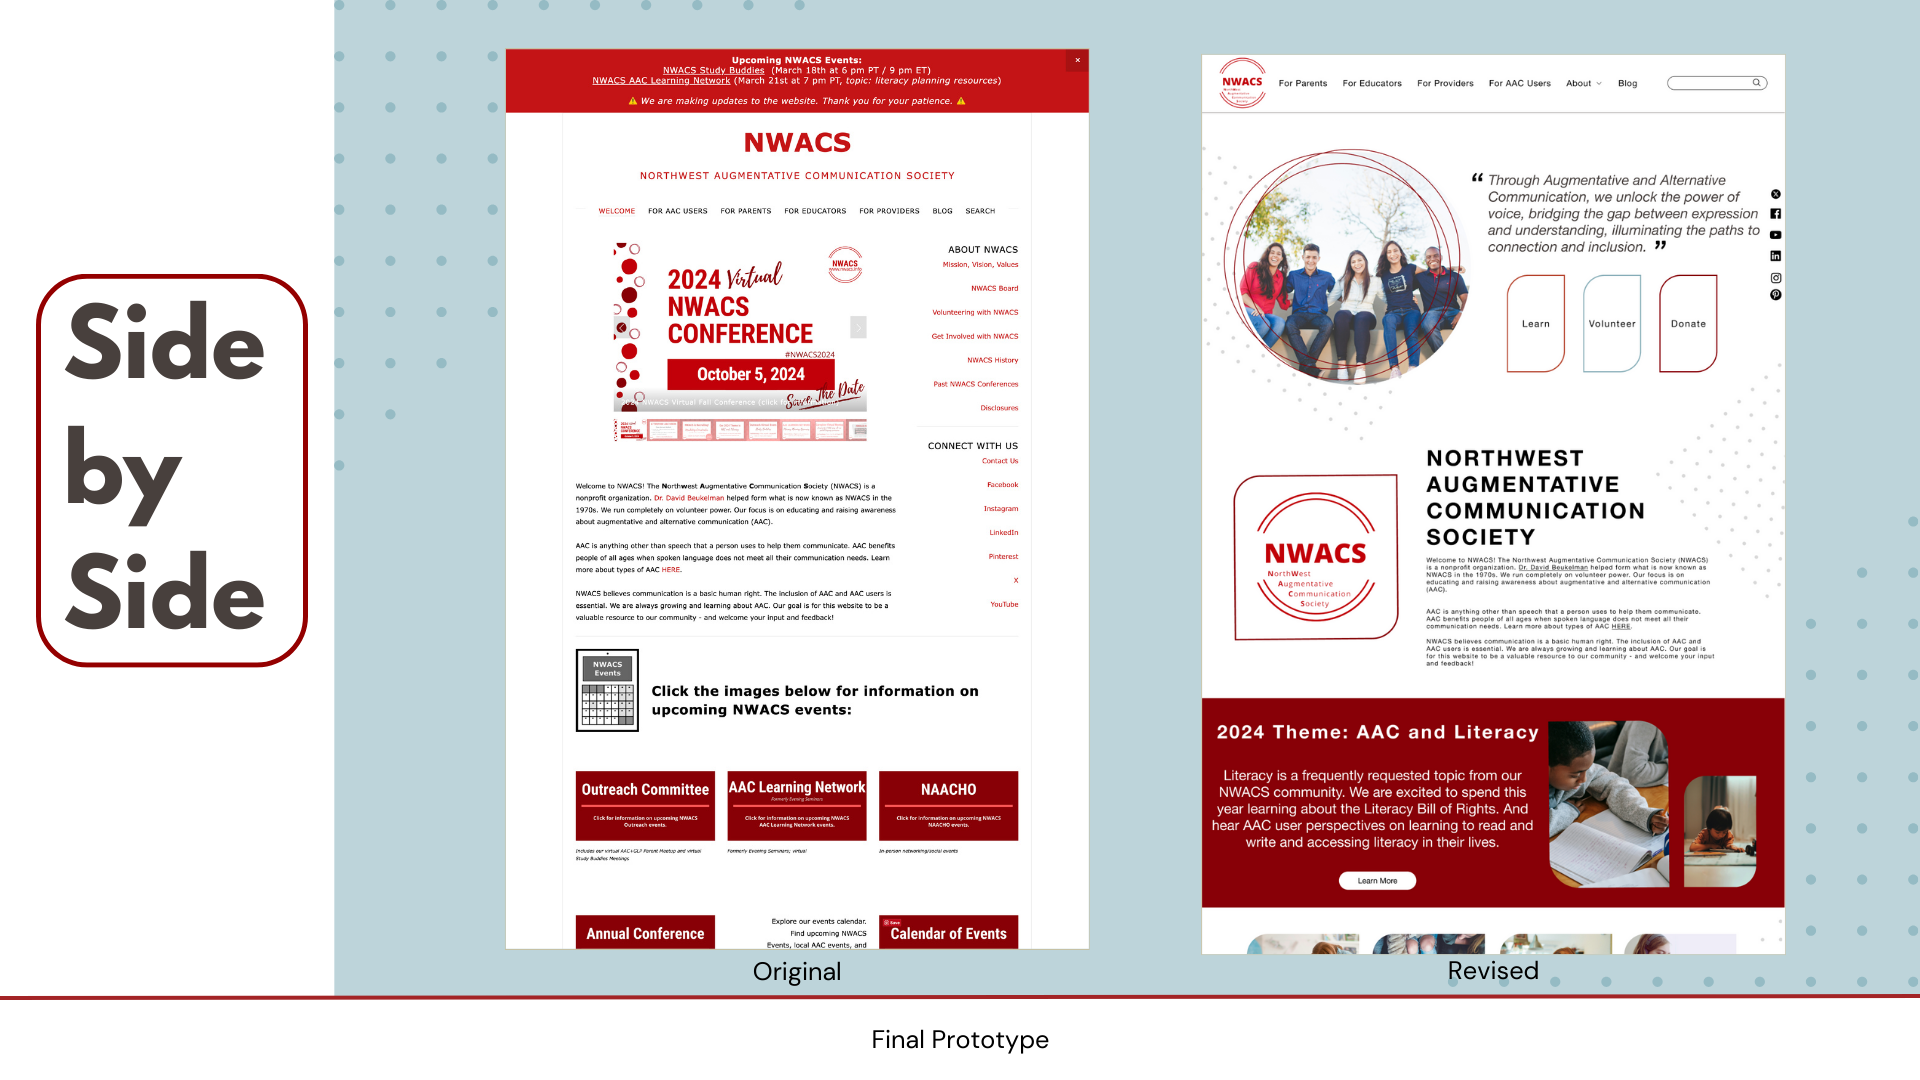 Side
by
Side
Upcoming NWACS Events:
NWACS Study Buddies (March 18th at 6 pm PT / 9 pm ET)
NWACS AAC Learning Network (March 21st at 7 pm PT, topic: literacy planning resources)
We are making updates to the website. Thank you for your patience.
NWACS
NORTHWEST AUGMENTATIVE COMMUNICATION SOCIETY
WELCOME FOR AAC USERS FOR PARENTS FOR EDUCATORS FOR PROVIDERS BLOG SEARCH
2024 Virtual
NWACS
CONFERENCE
#NWACS2024
October 5, 2024
Save The Date
NWACS
www.nwacs.info
NWACS Virtual Fall Conference (click
ABOUT NWACS
Mission, Vision, Values
NWACS Board
Volunteering with NWACS
Get Involved with NWACS
NWACS History
Past NWACS Conferences
Disclosures
CONNECT WITH US
Contact Us
Facebook
Instagram
LinkedIn
Pinterest
X
YouTube
Welcome to NWACS! The Northwest Augmentative Communication Society (NWACS) is a
nonprofit organization. Dr. David Beukelman helped form what is now known as NWACS in the
1970s. We run completely on volunteer power. Our focus is on educating and raising awareness
about augmentative and alternative communication (AAC).
AAC is anything other than speech that a person uses to help them communicate. AAC benefits
people of all ages when spoken language does not meet all their communication needs. Learn
more about types of AAC HERE.
NWACS believes communication is a basic human right. The inclusion of AAC and AAC users is
essential. We are always growing and learning about AAC. Our goal is for this website to be a
valuable resource to our community - and welcome your input and feedback!
NWACS
Events
Click the images below for information on
upcoming NWACS events:
Outreach Committee
Click for information on upcoming NWACS
Outreach events.
Includes our virtual AAC+GLP Parent Meetup and virtual
Study Buddies Meetings
AAC Learning Network
Formerly Evening Seminars
Click for information on upcoming NWACS
AAC Learning Network events.
Formerly Evening Seminars; virtual
NAACHO
Click for information on upcoming NWACS
NAACHO events.
In-person networking/social events
Annual Conference
Explore our events calendar.
Find upcoming NWACS
Events, local AAC events, and
Save
Calendar of Events
Original
NWACS
NorthWest
Augmentative
Communication
Society
For Parents For Educators For Providers For AAC Users About Blog
“ Through Augmentative and Alternative
Communication, we unlock the power of
voice, bridging the gap between expression
and understanding, illuminating the paths to
connection and inclusion. ”
Learn
Volunteer
Donate
NWACS
NorthWest
Augmentative
Communication
Society
NORTHWEST
AUGMENTATIVE
COMMUNICATION
SOCIETY
Welcome to NWACS! The Northwest Augmentative Communication Society (NWACS)
is a nonprofit organization. Dr. David Beukelman helped form what is now known as
NWACS in the 1970s. We run completely on volunteer power. Our focus is on
educating and raising awareness about augmentative and alternative communication
(AAC).
AAC is anything other than speech that a person uses to help them communicate.
AAC benefits people of all ages when spoken language does not meet all their
communication needs. Learn more about types of AAC HERE.
NWACS believes communication is a basic human right. The inclusion of AAC and
AAC users is essential. We are always growing and learning about AAC. Our goal is
for this website to be a valuable resource to our community - and welcome your input
and feedback!
2024 Theme: AAC and Literacy
Literacy is a frequently requested topic from our
NWACS community. We are excited to spend this
year learning about the Literacy Bill of Rights. And
hear AAC user perspectives on learning to read and
write and accessing literacy in their lives.
Learn More
Revised
Final Prototype